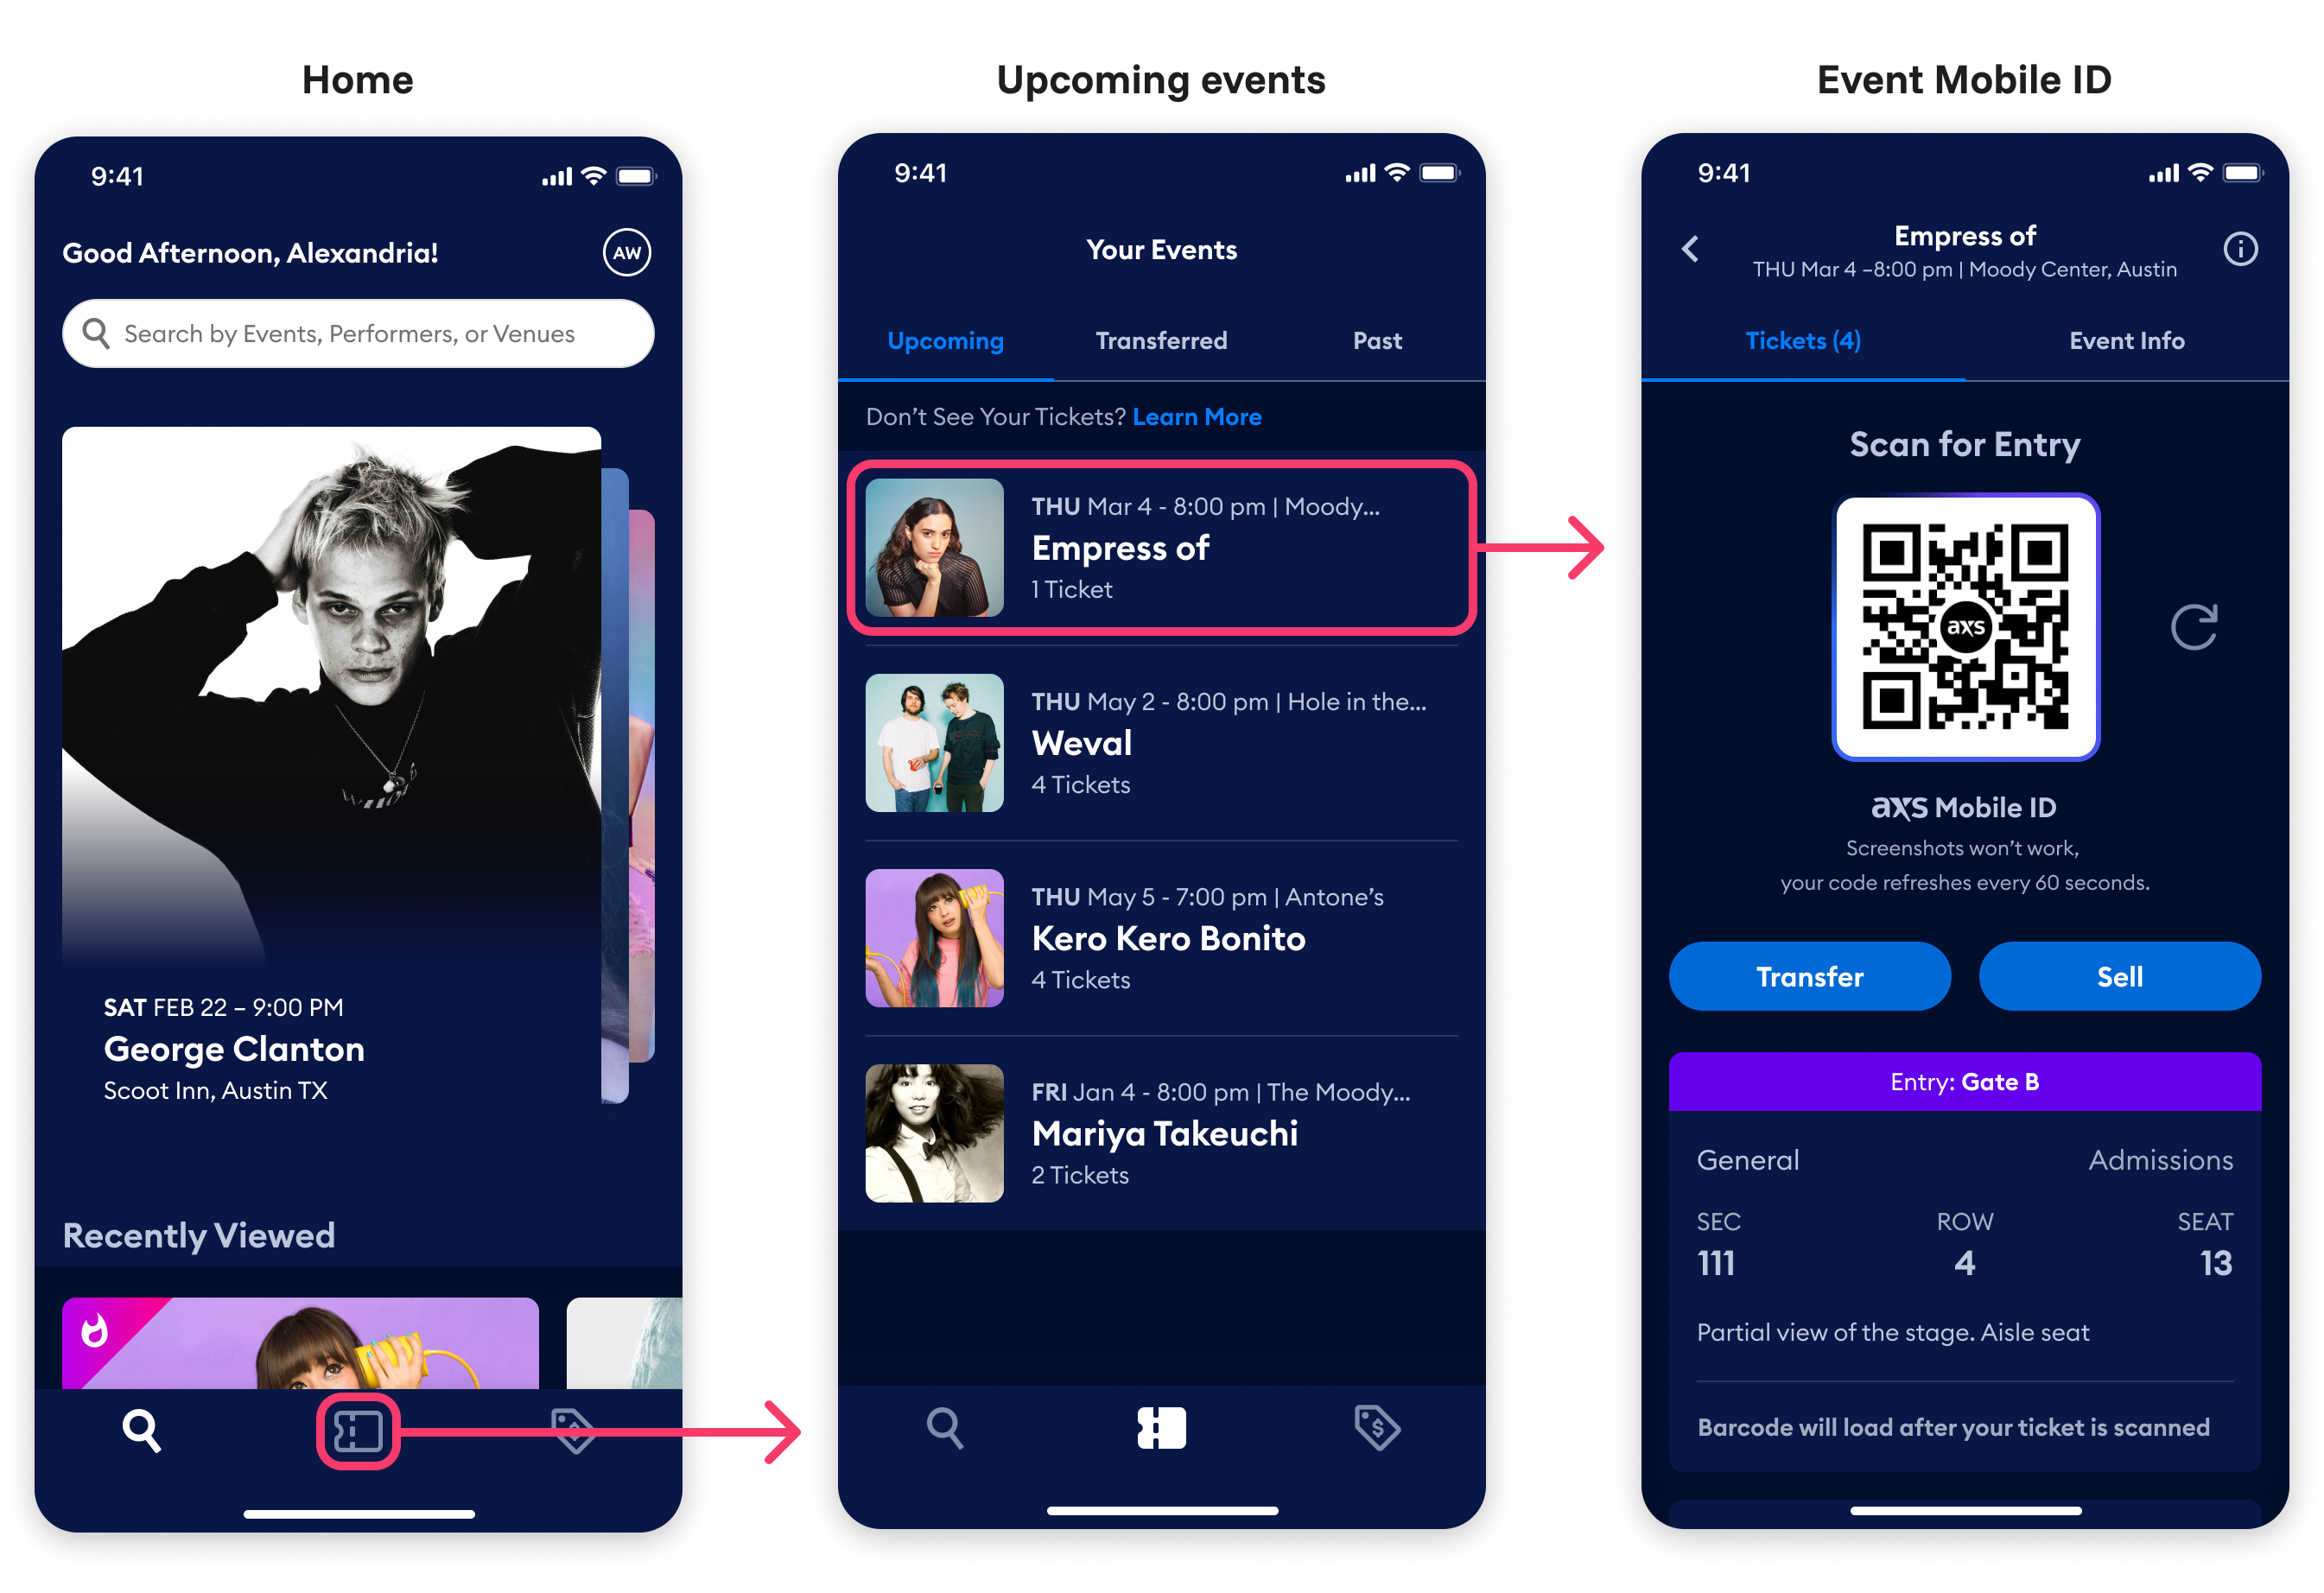 Home
9:41
Good Afternoon, Alexandria!
AW
Search by Events, Performers, or Venues
SAT FEB 22 – 9:00 PM
George Clanton
Scoot Inn, Austin TX
Recently Viewed
Upcoming events
9:41
Your Events
Upcoming
Transferred
Past
Don’t See Your Tickets? Learn More
THU Mar 4 - 8:00 pm | Moody...
Empress of
1 Ticket
THU May 2 - 8:00 pm | Hole in the...
Weval
4 Tickets
THU May 5 - 7:00 pm | Antone’s
Kero Kero Bonito
4 Tickets
FRI Jan 4 - 8:00 pm | The Moody...
Mariya Takeuchi
2 Tickets
$
Event Mobile ID
9:41
Empress of
THU Mar 4 –8:00 pm | Moody Center, Austin
Tickets (4)
Event Info
Scan for Entry
axs
axs Mobile ID
Screenshots won’t work,
your code refreshes every 60 seconds.
Transfer
Sell
Entry: Gate B
General
Admissions
SEC
ROW
SEAT
111
4
13
Partial view of the stage. Aisle seat
Barcode will load after your ticket is scanned